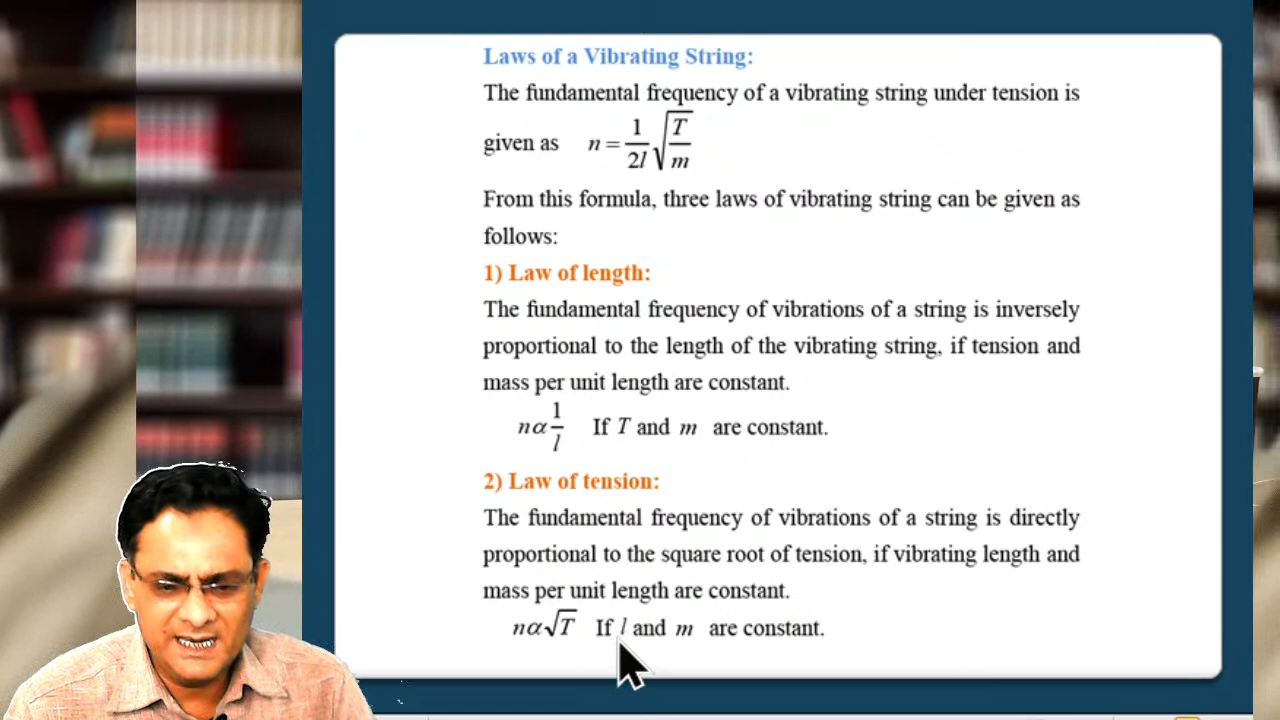 Laws of a Vibrating String:
The fundamental frequency of a vibrating string under tension is
given as n = 1/2l √T/m
From this formula, three laws of vibrating string can be given as
follows:
1) Law of length:
The fundamental frequency of vibrations of a string is inversely
proportional to the length of the vibrating string, if tension and
mass per unit length are constant.
n α 1/l If T and m are constant.
2) Law of tension:
The fundamental frequency of vibrations of a string is directly
proportional to the square root of tension, if vibrating length and
mass per unit length are constant.
n α √T If l and m are constant.